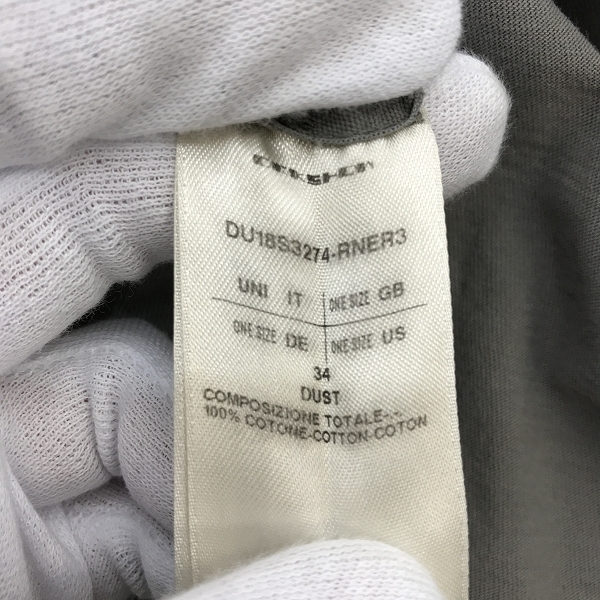 DU18S3274-RNER3
UNI IT ONE SIZE GB
ONE SIZE DE ONE SIZE US
34
DUST
COMPOSIZIONE TOTALE--
100% COTONE-COTTON-COTON